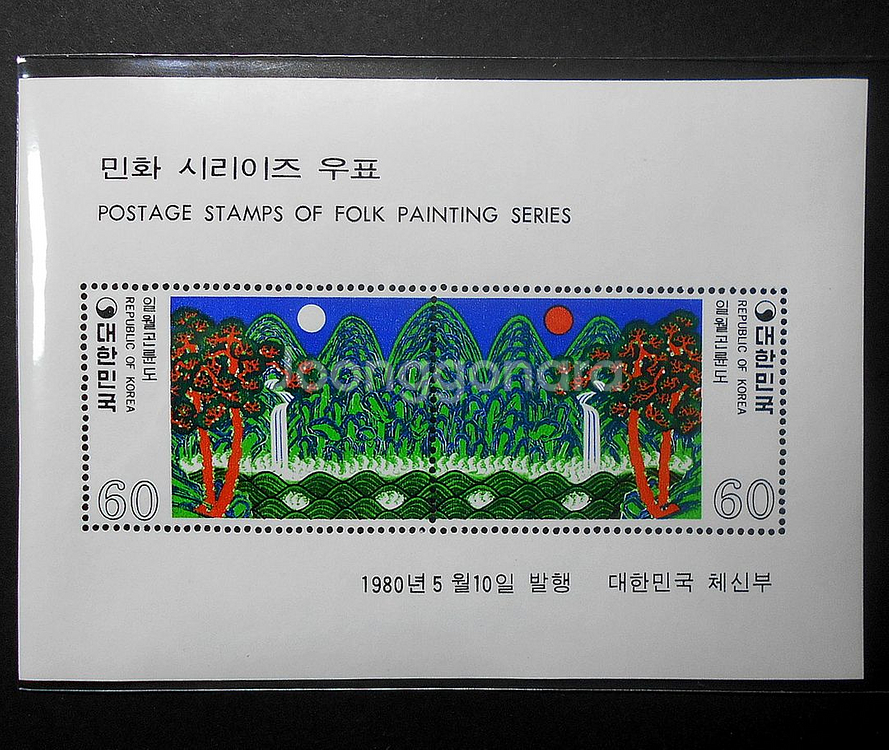 민화 시리이즈 우표
POSTAGE STAMPS OF FOLK PAINTING SERIES
대한민국
REPUBLIC OF KOREA
일월곤륜도
60
일월곤륜도
REPUBLIC OF KOREA
대한민국
60
Joonggonara
1980년 5월10일 발행 대한민국 체신부